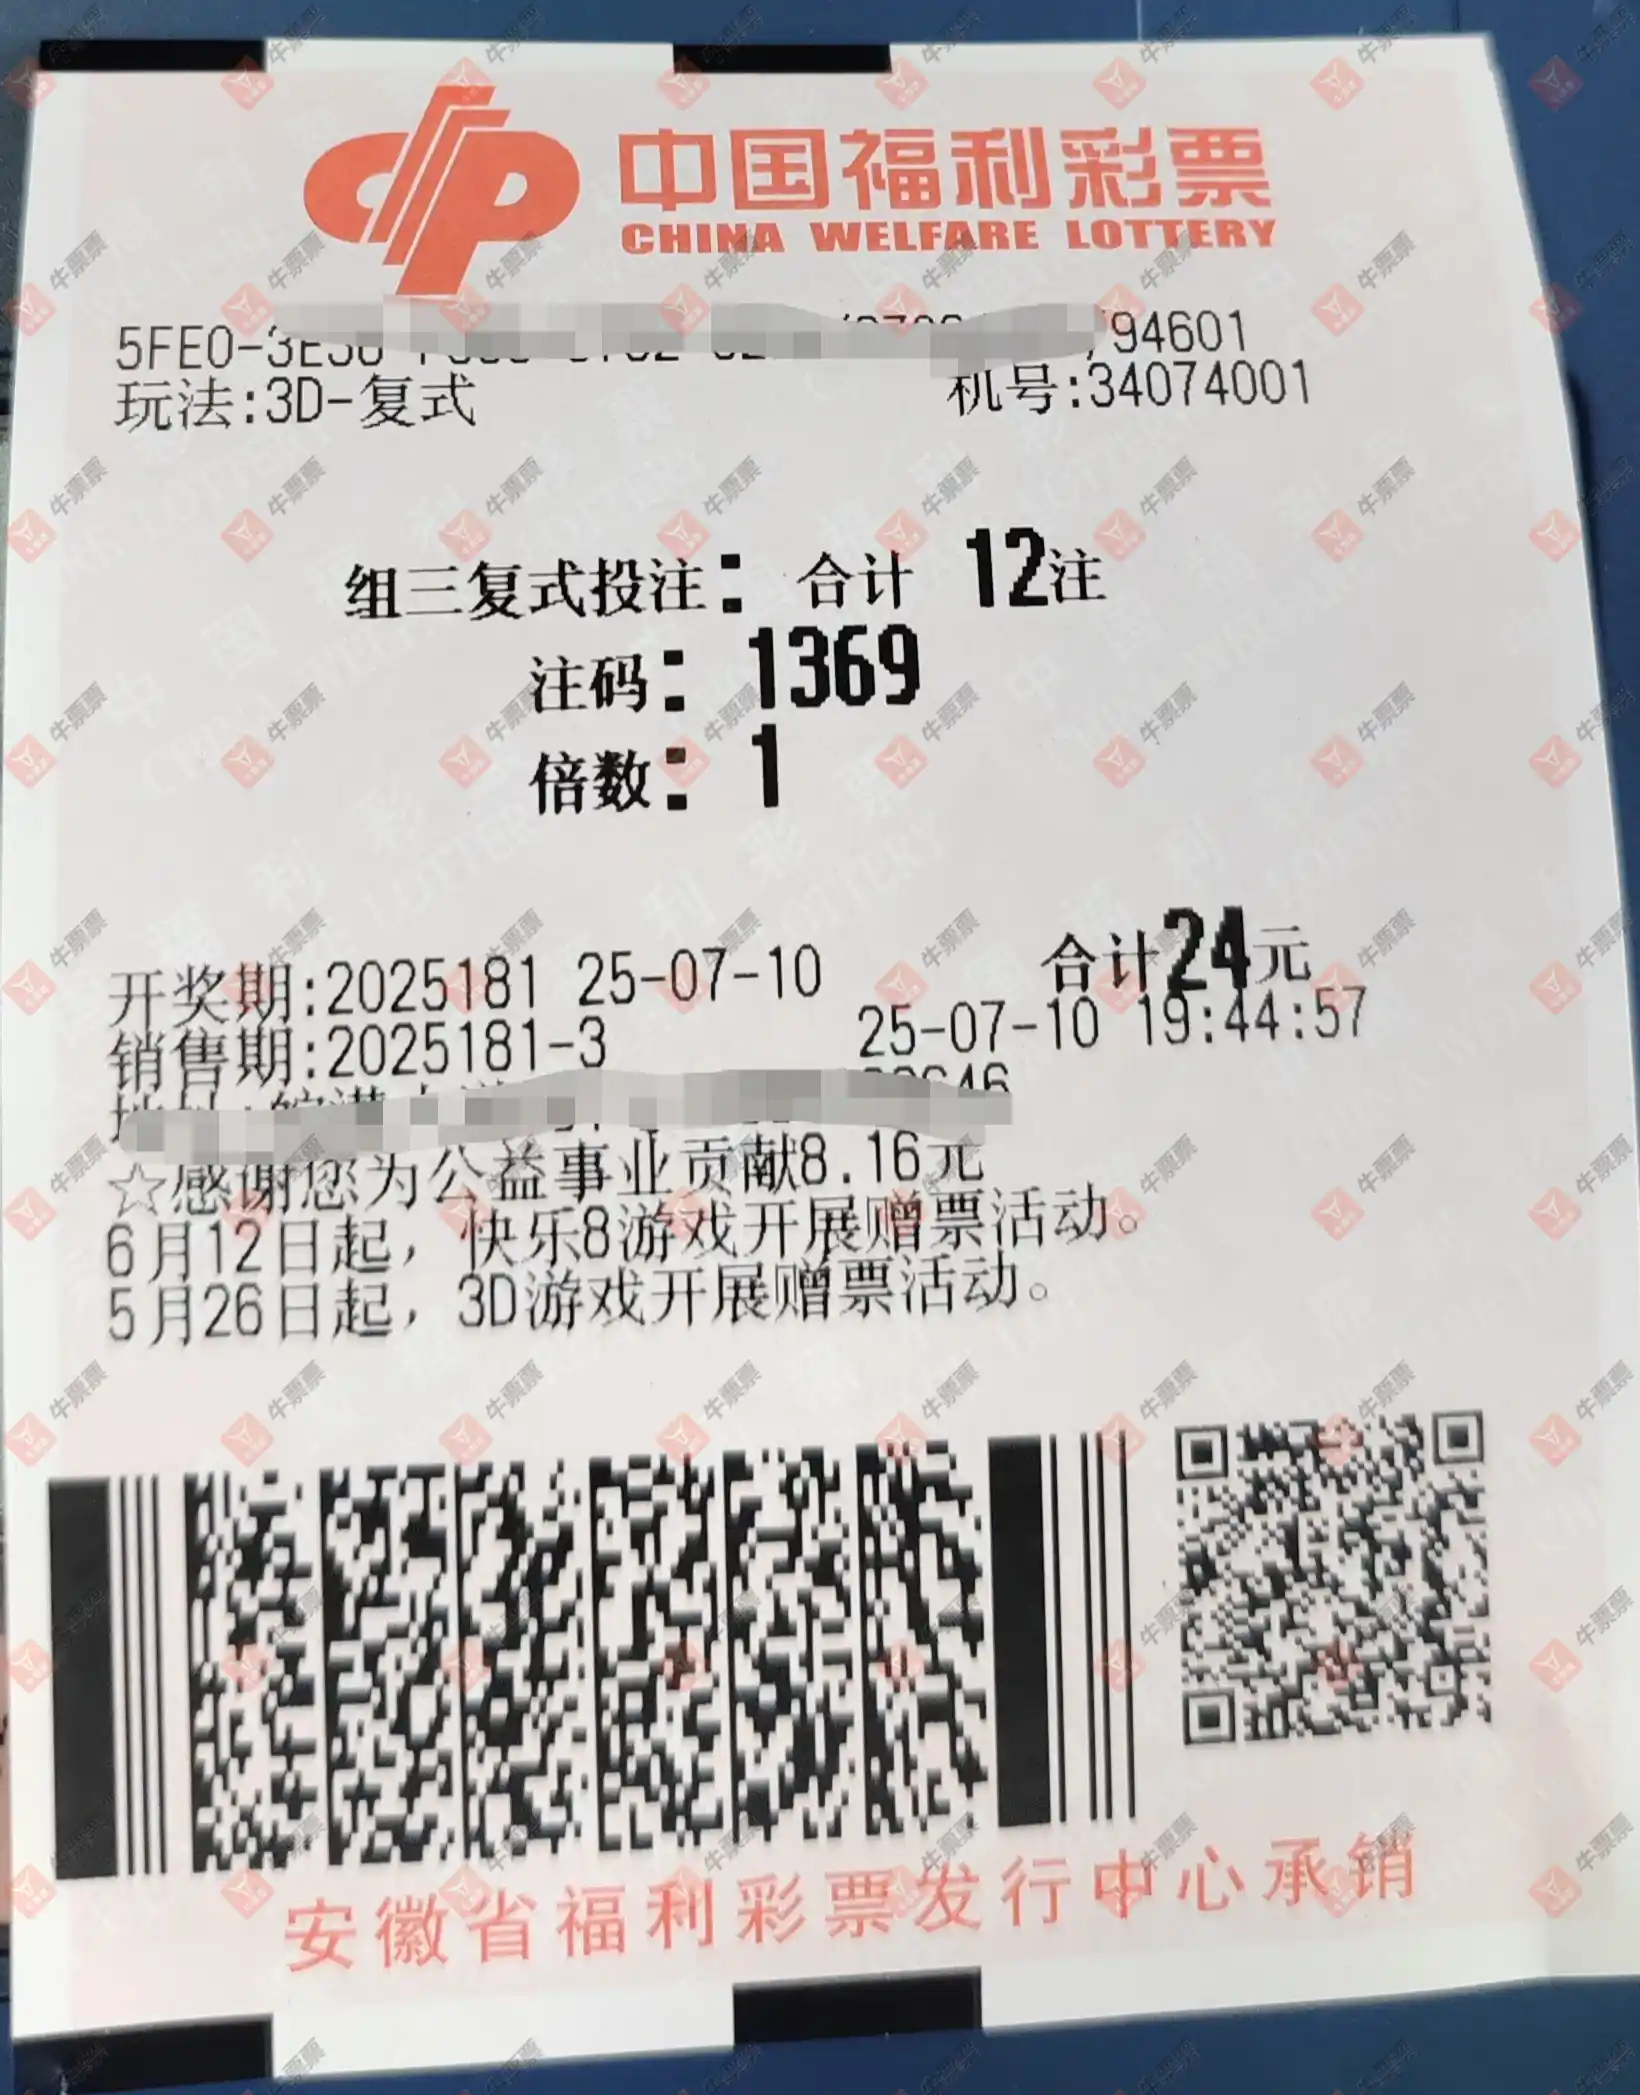 中国福利彩票
CHINA WELFARE LOTTERY
5FE0-3E 94601
玩法:3D-复式 机号:34074001
组三复式投注: 合计 12注
注码: 1369
倍数: 1
合计24元
开奖期:2025181 25-07-10
销售期:2025181-3 25-07-10 19:44:57
☆感谢您为公益事业贡献8.16元
6月12日起，快乐8游戏开展赠票活动。
5月26日起，3D游戏开展赠票活动。
安徽省福利彩票发行中心承销
牛票票